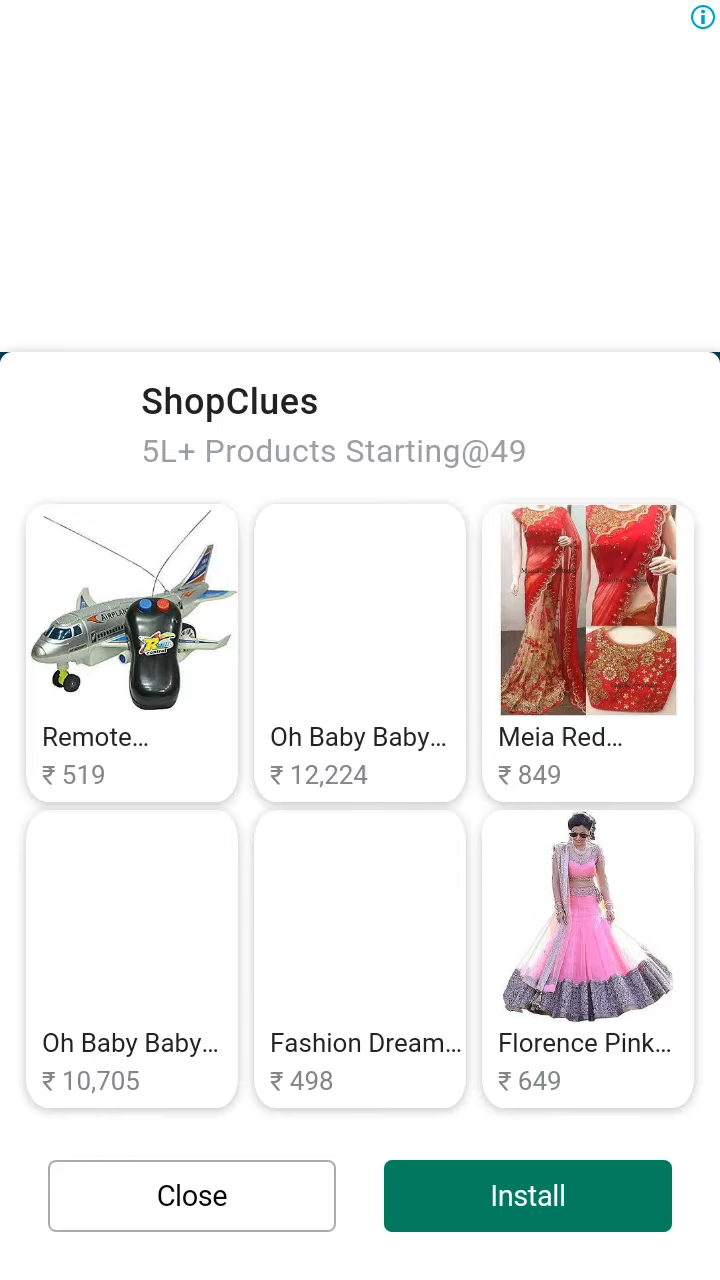 ShopClues
5L+ Products Starting@49
AIRPLANE
Remote...
₹ 519
Oh Baby Baby...
₹ 12,224
Meia Red...
₹ 849
Oh Baby Baby...
₹ 10,705
Fashion Dream...
₹ 498
Florence Pink...
₹ 649
Close
Install